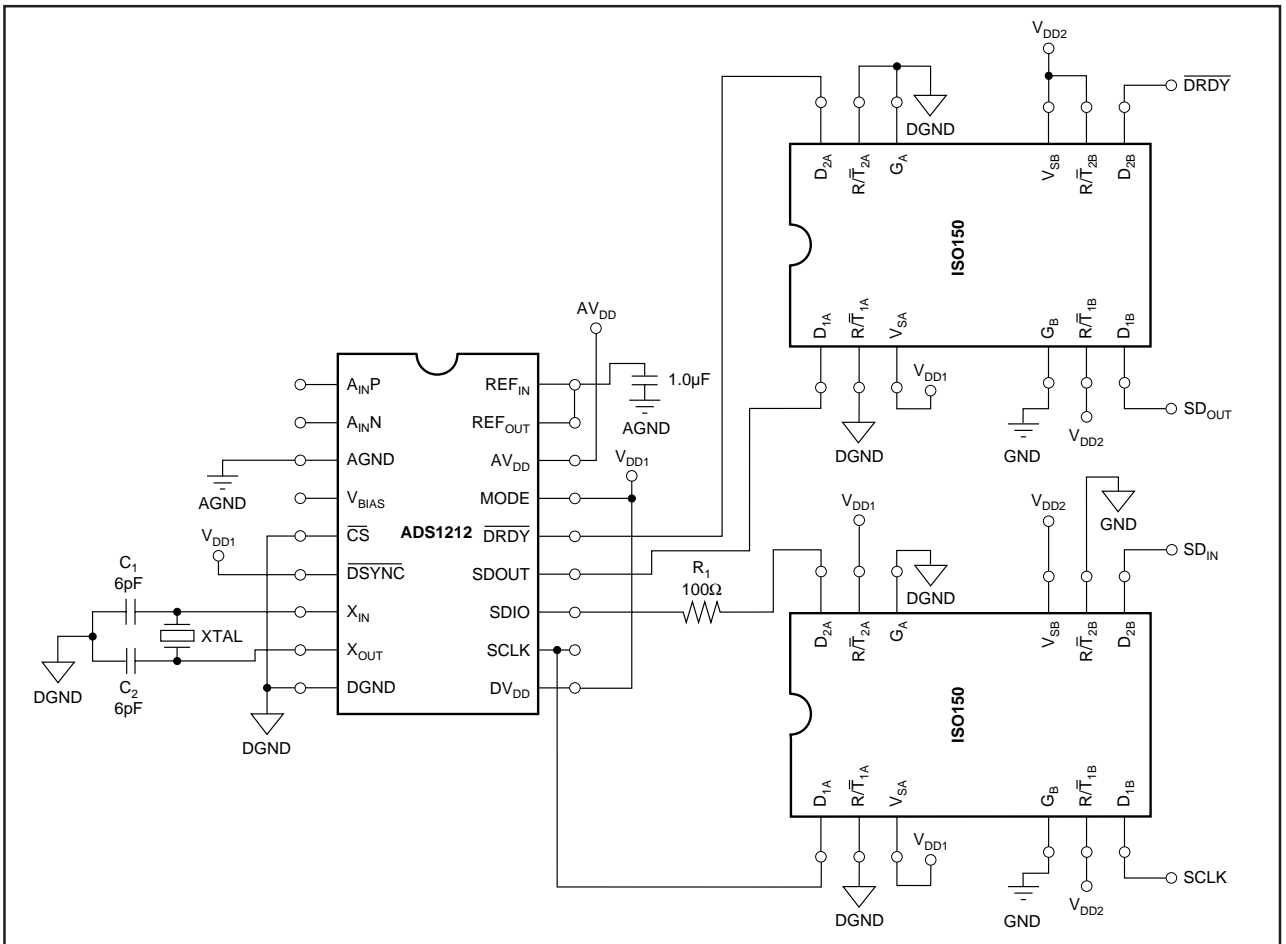 V_DD2
DRDY
DGND
D_2A
R/T_2A
G_A
V_SB
R/T_2B
D_2B
ISO150
D_1A
R/T_1A
V_SA
G_B
R/T_1B
D_1B
V_DD1
DGND
GND
V_DD2
SD_OUT
AV_DD
1.0µF
AGND
A_INP
A_INN
AGND
V_BIAS
CS
DSYNC
X_IN
X_OUT
DGND
ADS1212
REF_IN
REF_OUT
AV_DD
MODE
DRDY
SDOUT
SDIO
SCLK
DV_DD
AGND
V_DD1
V_DD1
C_1
6pF
XTAL
C_2
6pF
DGND
DGND
R_1
100Ω
V_DD1
DGND
V_DD2
GND
SD_IN
D_2A
R/T_2A
G_A
V_SB
R/T_2B
D_2B
ISO150
D_1A
R/T_1A
V_SA
G_B
R/T_1B
D_1B
V_DD1
DGND
GND
V_DD2
SCLK